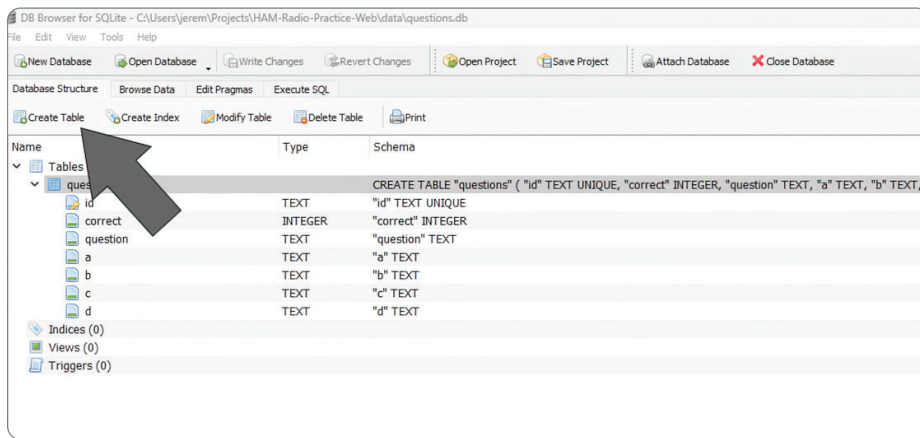 DB Browser for SQLite - C:\Users\jerem\Projects\HAM-Radio-Practice-Web\data\questions.db
File Edit View Tools Help
New Database Open Database Write Changes Revert Changes Open Project Save Project Attach Database Close Database
Database Structure Browse Data Edit Pragmas Execute SQL
Create Table Create Index Modify Table Delete Table Print
Name Type Schema
Tables
ques CREATE TABLE "questions" ( "id" TEXT UNIQUE, "correct" INTEGER, "question" TEXT, "a" TEXT, "b" TEXT,
id TEXT "id" TEXT UNIQUE
correct INTEGER "correct" INTEGER
question TEXT "question" TEXT
a TEXT "a" TEXT
b TEXT "b" TEXT
c TEXT "c" TEXT
d TEXT "d" TEXT
Indices (0)
Views (0)
Triggers (0)